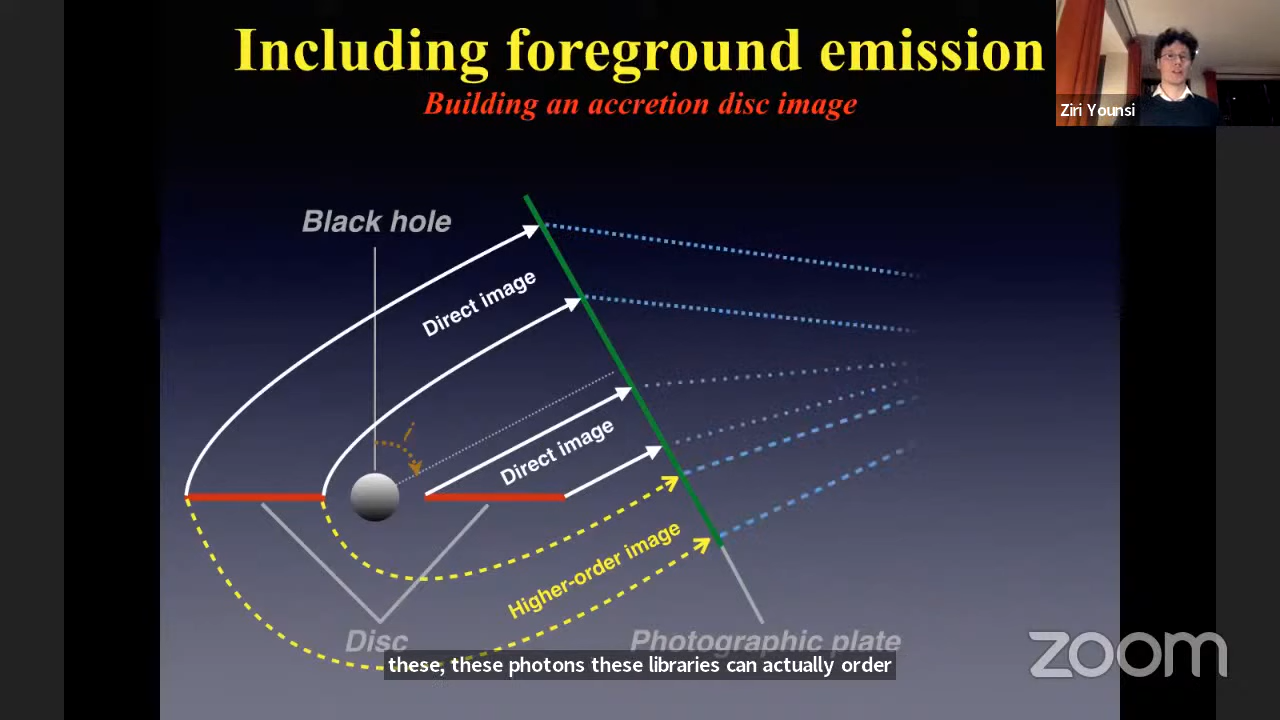 Including foreground emission
Building an accretion disc image
Ziri Younsi
Black hole
Direct image
i
Direct image
Higher-order image
Disc
Photographic plate
these, these photons these libraries can actually order
zoom